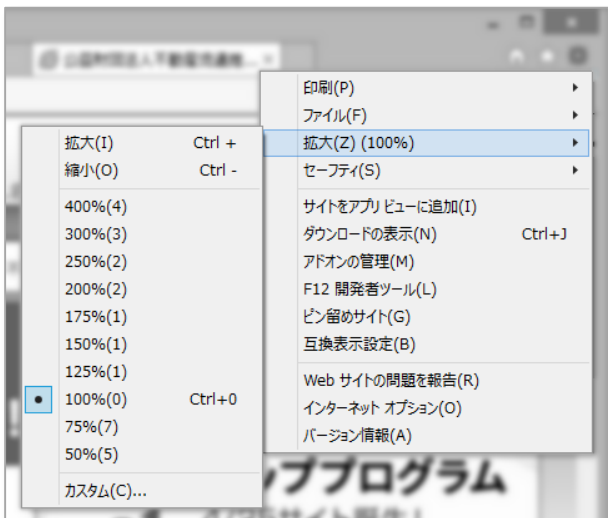 印刷(P)
ファイル(F)
拡大(Z) (100%)
セーフティ(S)
サイトをアプリ ビューに追加(I)
ダウンロードの表示(N) Ctrl+J
アドオンの管理(M)
F12 開発者ツール(L)
ピン留めサイト(G)
互換表示設定(B)
Web サイトの問題を報告(R)
インターネット オプション(O)
バージョン情報(A)
拡大(I) Ctrl +
縮小(O) Ctrl -
400%(4)
300%(3)
250%(2)
200%(2)
175%(1)
150%(1)
125%(1)
100%(0) Ctrl+0
75%(7)
50%(5)
カスタム(C)...
ププログラム